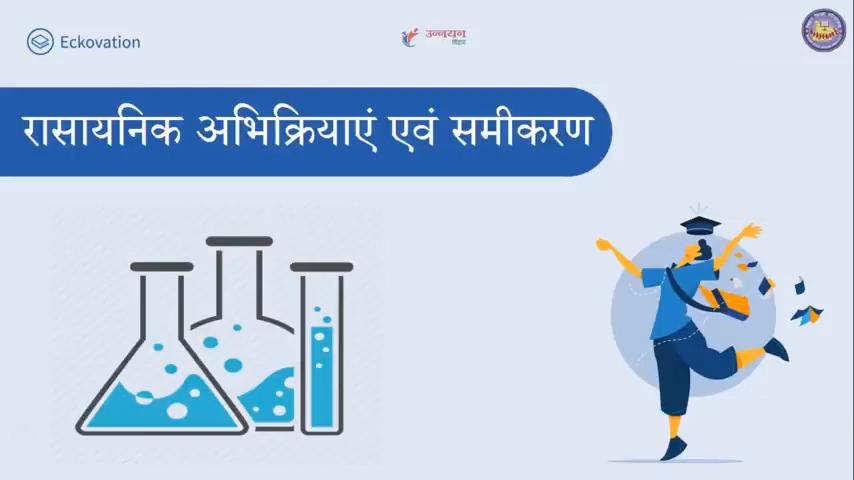 Eckovation
उन्नयन
बिहार
रासायनिक अभिक्रियाएं एवं समीकरण